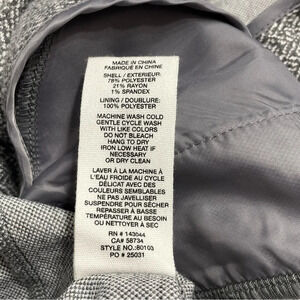 MADE IN CHINA
FABRIQUÉ EN CHINE
SHELL / EXTERIEUR:
78% POLYESTER
21% RAYON
1% SPANDEX
LINING / DOUBLURE:
100% POLYESTER
MACHINE WASH COLD
GENTLE CYCLE WASH
WITH LIKE COLORS
DO NOT BLEACH
HANG TO DRY
IRON LOW HEAT IF
NECESSARY
OR DRY CLEAN
LAVER À LA MACHINE À
L'EAU FROIDE AU CYCLE
DÉLICAT AVEC DES
COULEURS SEMBLABLES
NE PAS JAVELLISER
SUSPENDRE POUR SÉCHER
REPASSER À BASSE
TEMPÉRATURE AU BESOIN
OU NETTOYER À SEC
RN # 143044
CA# 58734
STYLE NO.:80103
PO # 25031